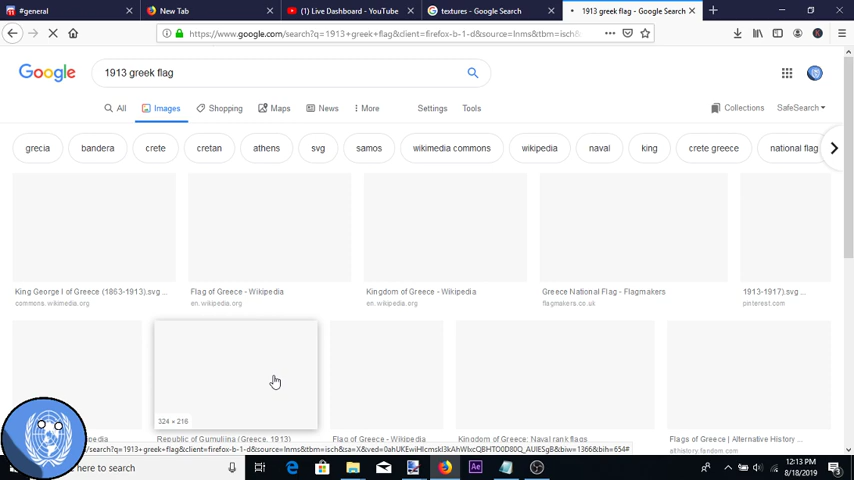 #general
New Tab
(1) Live Dashboard - YouTube
textures - Google Search
1913 greek flag - Google Search
https://www.google.com/search?q=1913+greek+flag&client=firefox-b-1-d&source=lnms&tbm=isch&
Google
1913 greek flag
All
Images
Shopping
Maps
News
More
Settings
Tools
Collections
SafeSearch
grecia
bandera
crete
cretan
athens
svg
samos
wikimedia commons
wikipedia
naval
king
crete greece
national flag
King George I of Greece (1863-1913).svg ...
Flag of Greece - Wikipedia
Kingdom of Greece - Wikipedia
Greece National Flag - Flagmakers
1913-1917).svg ...
commons.wikimedia.org
en.wikipedia.org
en.wikipedia.org
flagmakers.co.uk
pinterest.com
324 × 216
Republic of Gumuljina (Greece, 1913)
Flag of Greece - Wikipedia
Kingdom of Greece: Naval rank flags
Flags of Greece | Alternative History ...
althistory.fandom.com
here to search
12:13 PM
8/18/2019
3